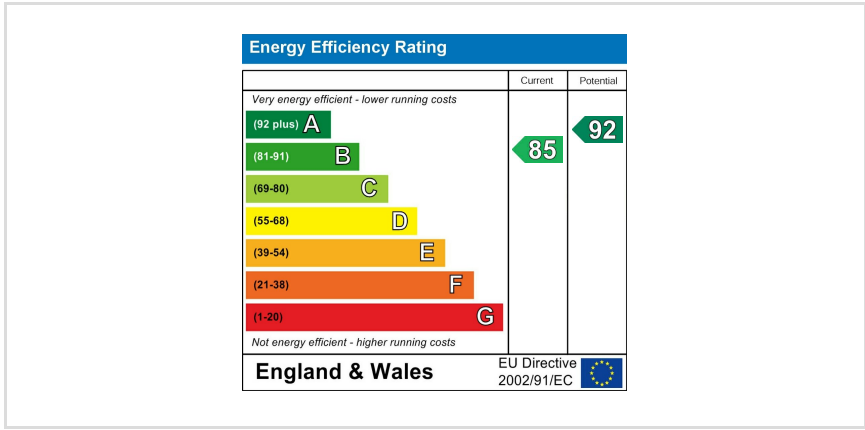 Energy Efficiency Rating
Current Potential
Very energy efficient - lower running costs
(92 plus) A
92
(81-91) B
85
(69-80) C
(55-68) D
(39-54) E
(21-38) F
(1-20) G
Not energy efficient - higher running costs
England & Wales
EU Directive
2002/91/EC